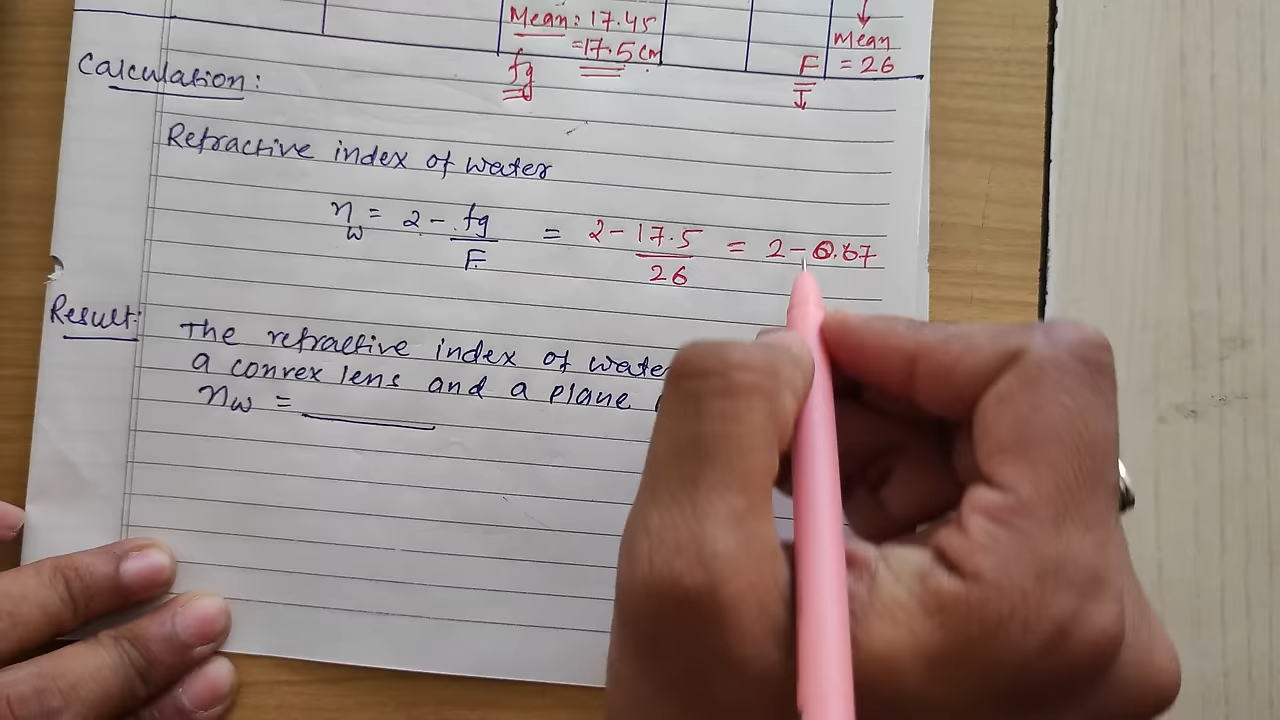 Mean: 17.45
= 17.5 cm
fg
Mean
= 26
F
Calculation:
Refractive index of water
nw = 2 - fg/F = 2 - 17.5/26 = 2 - 0.67
Result: The refractive index of water
a convex lens and a plane
nw =